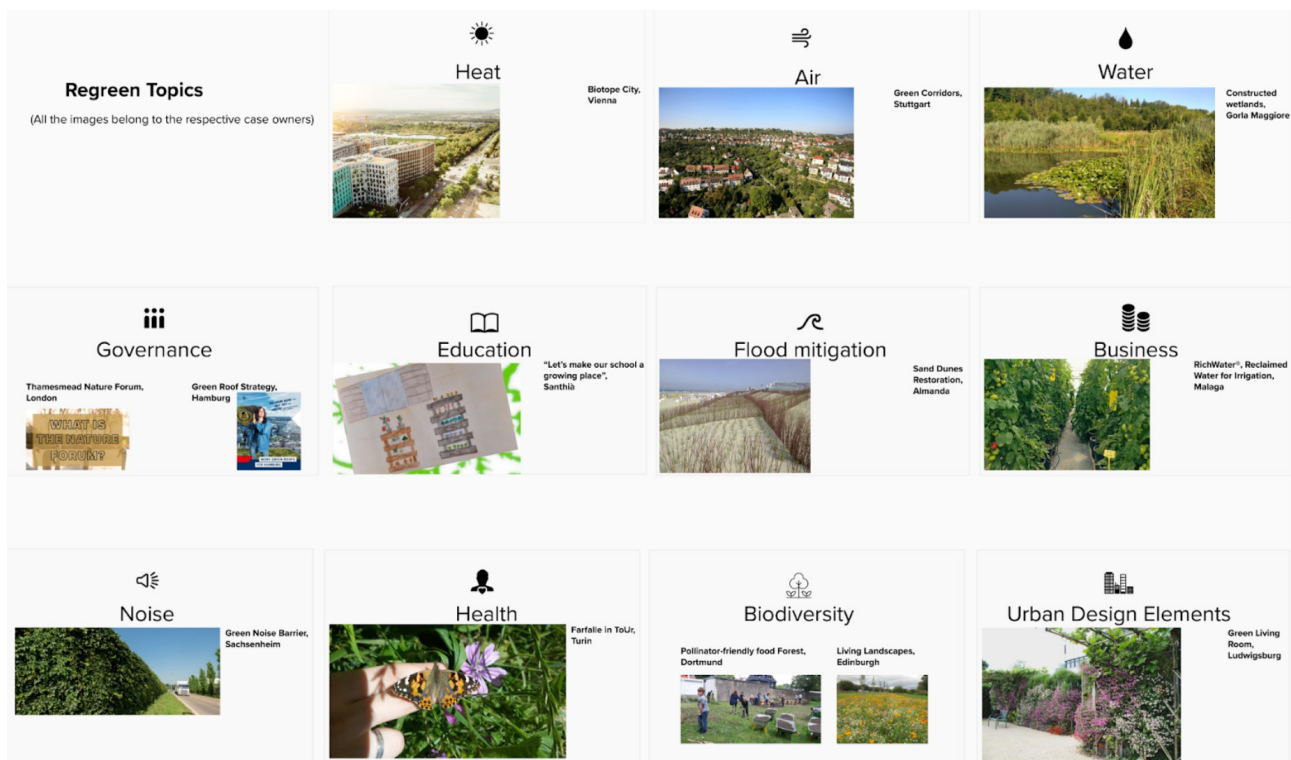 Regreen Topics
(All the images belong to the respective case owners)
Heat
Biotope City,
Vienna
Air
Green Corridors,
Stuttgart
Water
Constructed
wetlands,
Gorla Maggiore
Governance
Thamesmead Nature Forum,
London
WHAT IS
THE NATURE
FORUM?
Green Roof Strategy,
Hamburg
Education
"Let's make our school a
growing place",
Santhià
Flood mitigation
Sand Dunes
Restoration,
Almanda
Business
RichWater®, Reclaimed
Water for Irrigation,
Malaga
Noise
Green Noise Barrier,
Sachsenheim
Health
Farfalle in ToUr,
Turin
Biodiversity
Pollinator-friendly food Forest,
Dortmund
Living Landscapes,
Edinburgh
Urban Design Elements
Green Living
Room,
Ludwigsburg